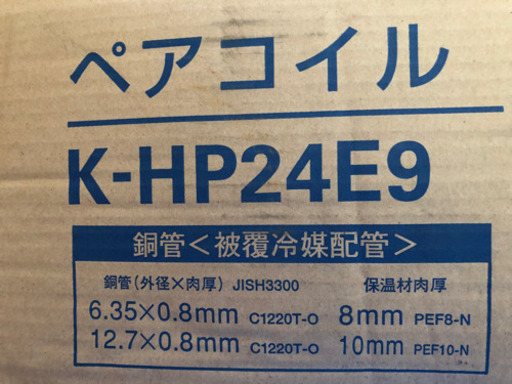 ペアコイル
K-HP24E9
銅管＜被覆冷媒配管＞
銅管(外径×肉厚) JISH3300 保温材肉厚
6.35×0.8mm C1220T-O 8mm PEF8-N
12.7×0.8mm C1220T-O 10mm PEF10-N